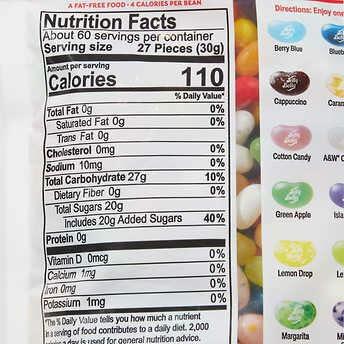 A FAT-FREE FOOD · 4 CALORIES PER BEAN
Nutrition Facts
About 60 servings per container
Serving size 27 Pieces (30g)
Amount per serving
Calories 110
% Daily Value*
Total Fat 0g 0%
Saturated Fat 0g 0%
Trans Fat 0g
Cholesterol 0mg 0%
Sodium 10mg 0%
Total Carbohydrate 27g 10%
Dietary Fiber 0g 0%
Total Sugars 20g
Includes 20g Added Sugars 40%
Protein 0g
Vitamin D 0mcg 0%
Calcium 1mg 0%
Iron 0mg 0%
Potassium 1mg 0%
*The % Daily Value tells you how much a nutrient
in a serving of food contributes to a daily diet. 2,000
a day is used for general nutrition advice.
Directions: Enjoy one
Berry Blue
Cappuccino
Cotton Candy
A&W®
Green Apple
Lemon Drop
Margarita